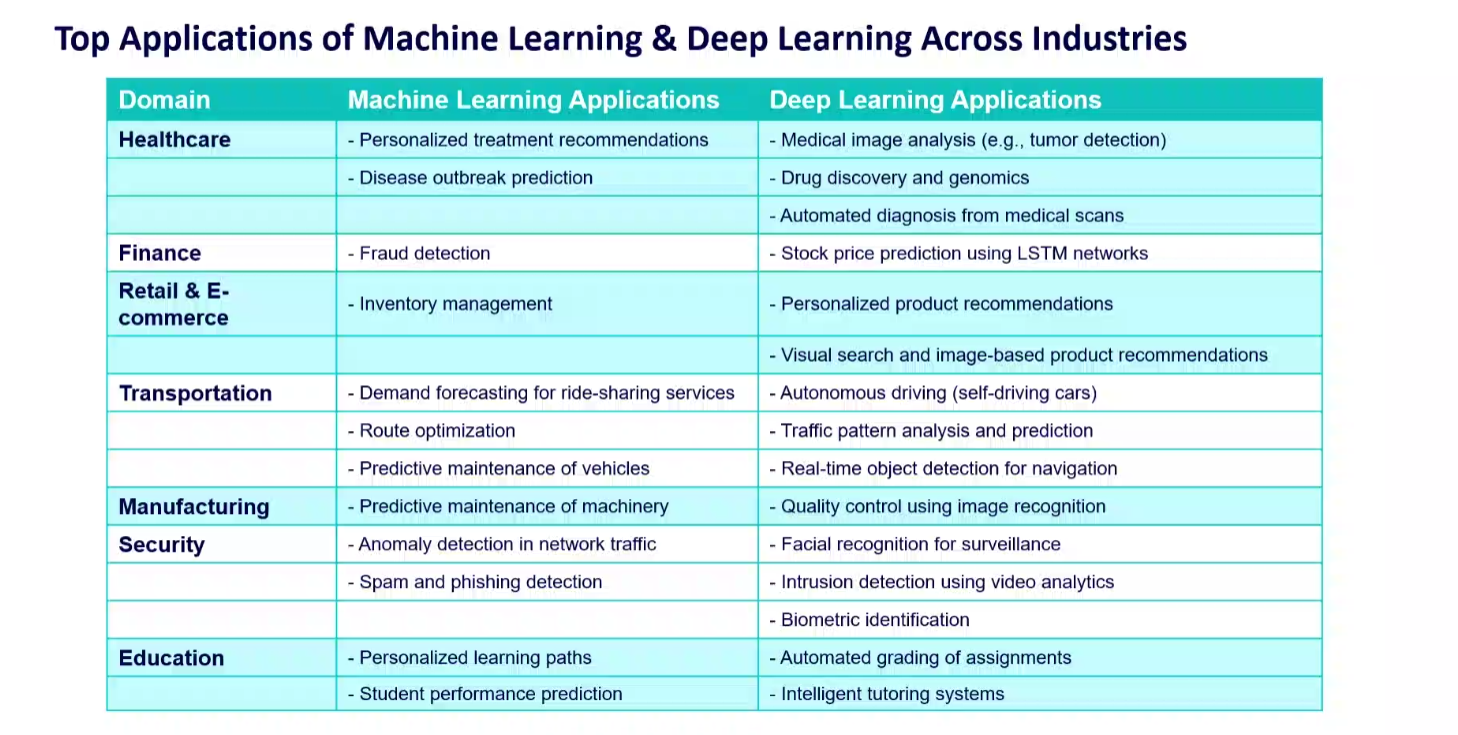 Top Applications of Machine Learning & Deep Learning Across Industries
Domain Machine Learning Applications Deep Learning Applications
Healthcare - Personalized treatment recommendations - Medical image analysis (e.g., tumor detection)
- Disease outbreak prediction - Drug discovery and genomics
- Automated diagnosis from medical scans
Finance - Fraud detection - Stock price prediction using LSTM networks
Retail & E-
commerce - Inventory management - Personalized product recommendations
- Visual search and image-based product recommendations
Transportation - Demand forecasting for ride-sharing services - Autonomous driving (self-driving cars)
- Route optimization - Traffic pattern analysis and prediction
- Predictive maintenance of vehicles - Real-time object detection for navigation
Manufacturing - Predictive maintenance of machinery - Quality control using image recognition
Security - Anomaly detection in network traffic - Facial recognition for surveillance
- Spam and phishing detection - Intrusion detection using video analytics
- Biometric identification
Education - Personalized learning paths - Automated grading of assignments
- Student performance prediction - Intelligent tutoring systems